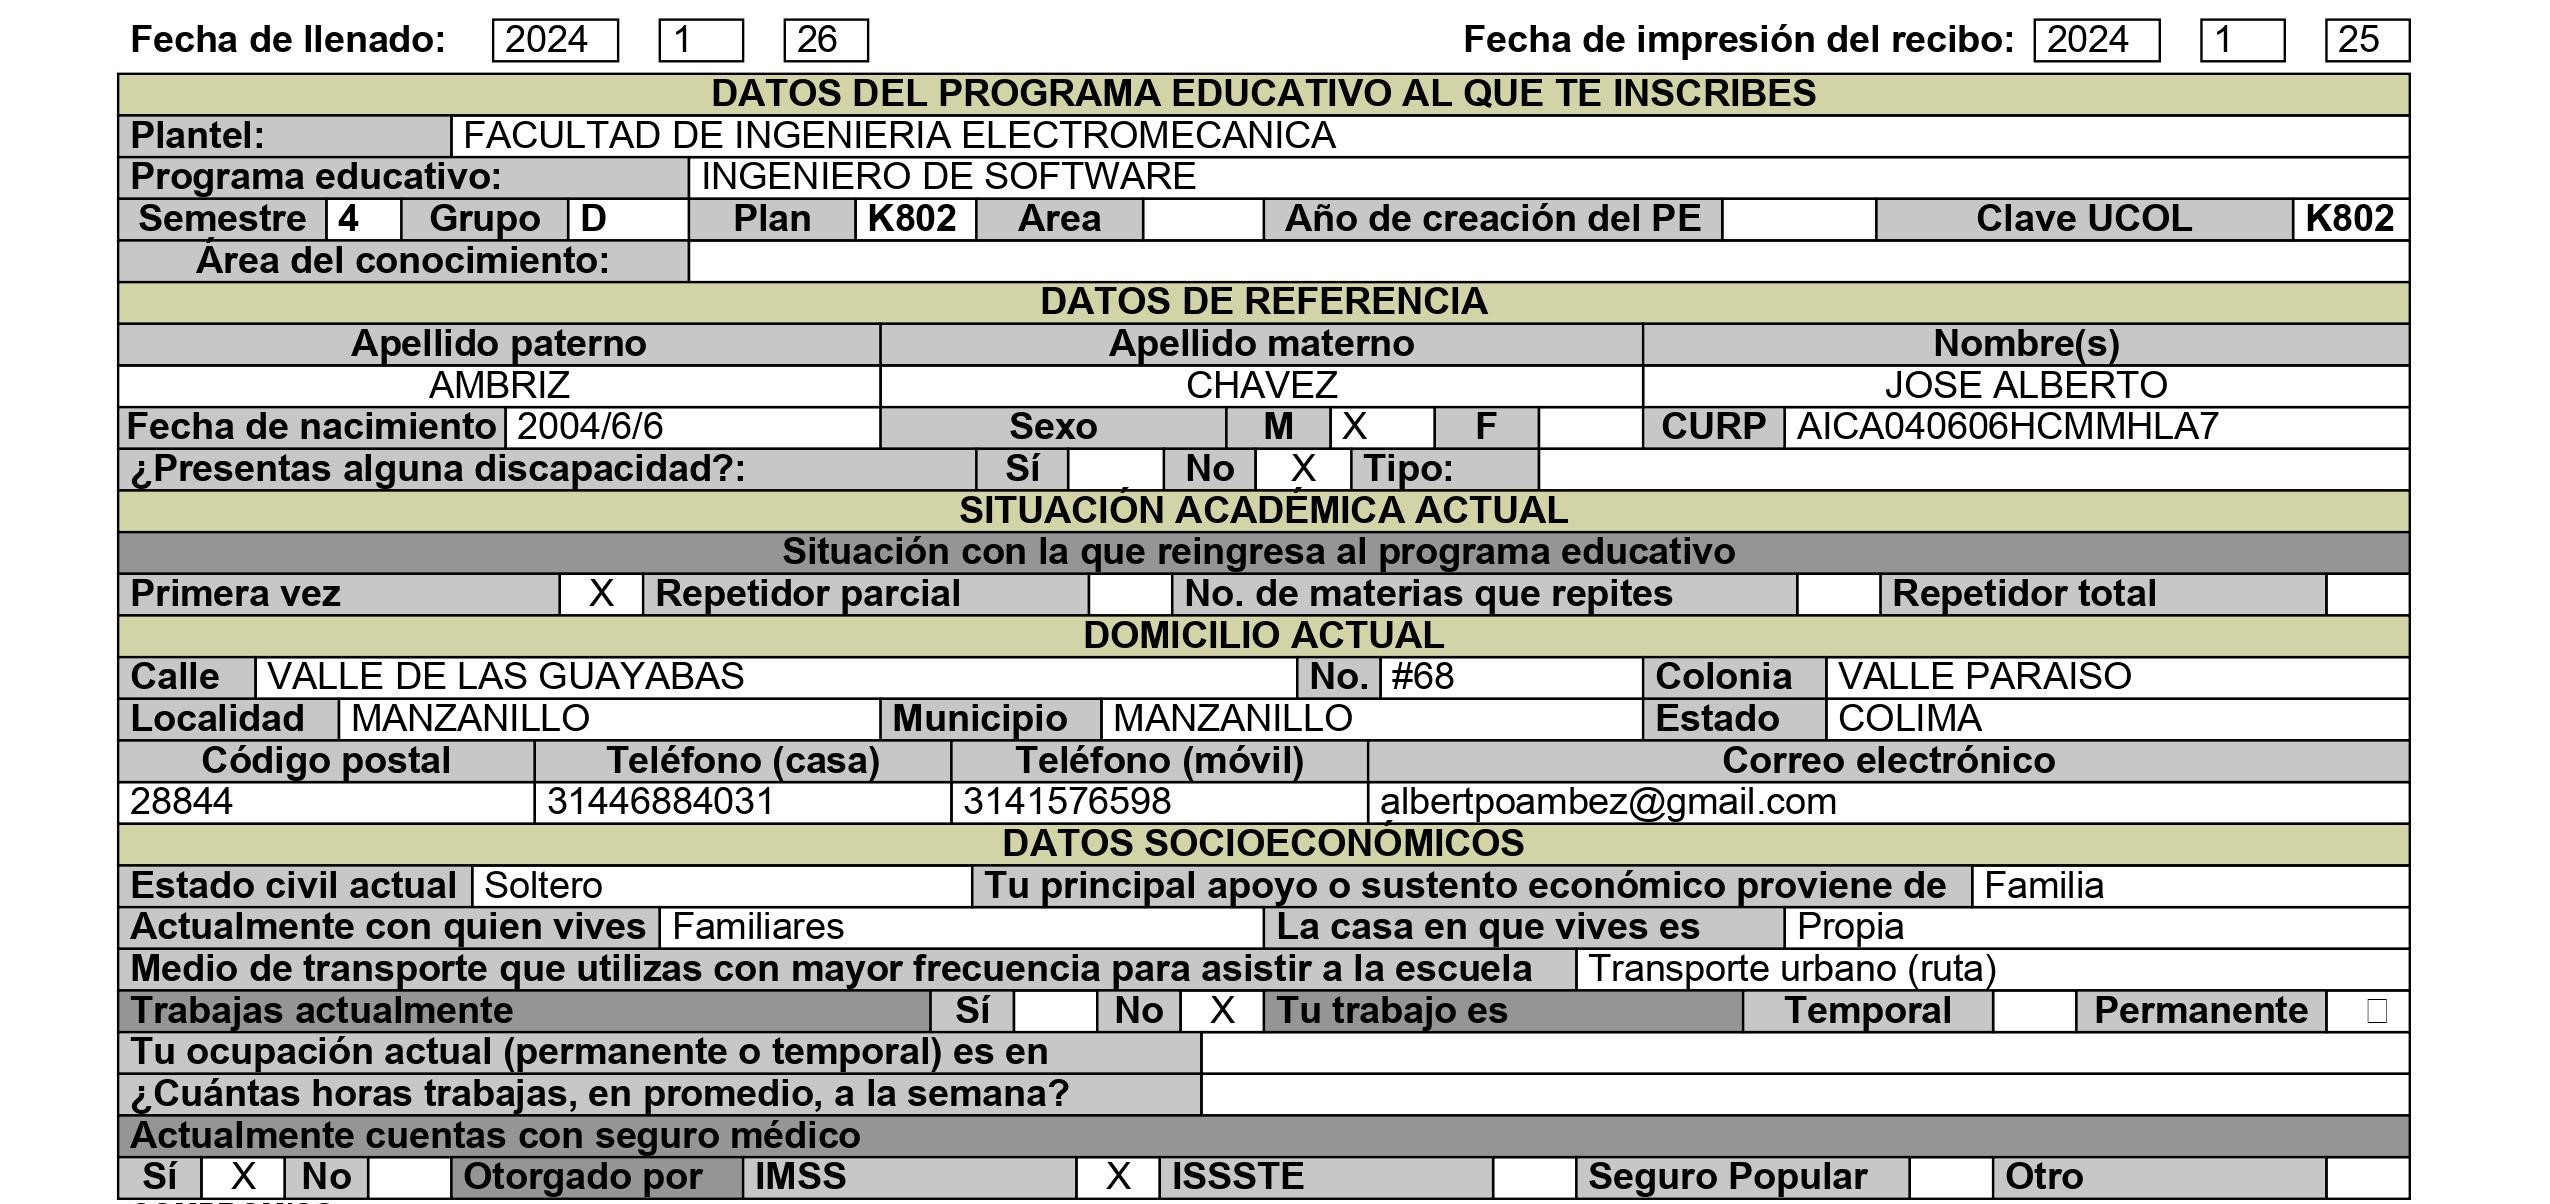 Fecha de llenado: 2024 1 26 Fecha de impresión del recibo: 2024 1 25
DATOS DEL PROGRAMA EDUCATIVO AL QUE TE INSCRIBES
Plantel: FACULTAD DE INGENIERIA ELECTROMECANICA
Programa educativo: INGENIERO DE SOFTWARE
Semestre 4 Grupo D Plan K802 Area Año de creación del PE Clave UCOL K802
Área del conocimiento:
DATOS DE REFERENCIA
Apellido paterno Apellido materno Nombre(s)
AMBRIZ CHAVEZ JOSE ALBERTO
Fecha de nacimiento 2004/6/6 Sexo M X F CURP AICA040606HCMMHLA7
¿Presentas alguna discapacidad?: Sí No X Tipo:
SITUACIÓN ACADÉMICA ACTUAL
Situación con la que reingresa al programa educativo
Primera vez X Repetidor parcial No. de materias que repites Repetidor total
DOMICILIO ACTUAL
Calle VALLE DE LAS GUAYABAS No. #68 Colonia VALLE PARAISO
Localidad MANZANILLO Municipio MANZANILLO Estado COLIMA
Código postal Teléfono (casa) Teléfono (móvil) Correo electrónico
28844 31446884031 3141576598 albertpoambez@gmail.com
DATOS SOCIOECONÓMICOS
Estado civil actual Soltero Tu principal apoyo o sustento económico proviene de Familia
Actualmente con quien vives Familiares La casa en que vives es Propia
Medio de transporte que utilizas con mayor frecuencia para asistir a la escuela Transporte urbano (ruta)
Trabajas actualmente Sí No X Tu trabajo es Temporal Permanente
Tu ocupación actual (permanente o temporal) es en
¿Cuántas horas trabajas, en promedio, a la semana?
Actualmente cuentas con seguro médico
Sí X No Otorgado por IMSS X ISSSTE Seguro Popular Otro